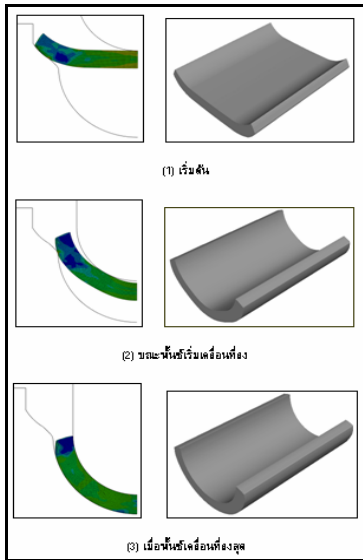 (1) เริ่มต้น
(2) ขณะพั้นช์เริ่มเคลื่อนที่ลง
(3) เมื่อพั้นช์เคลื่อนที่ลงสุด